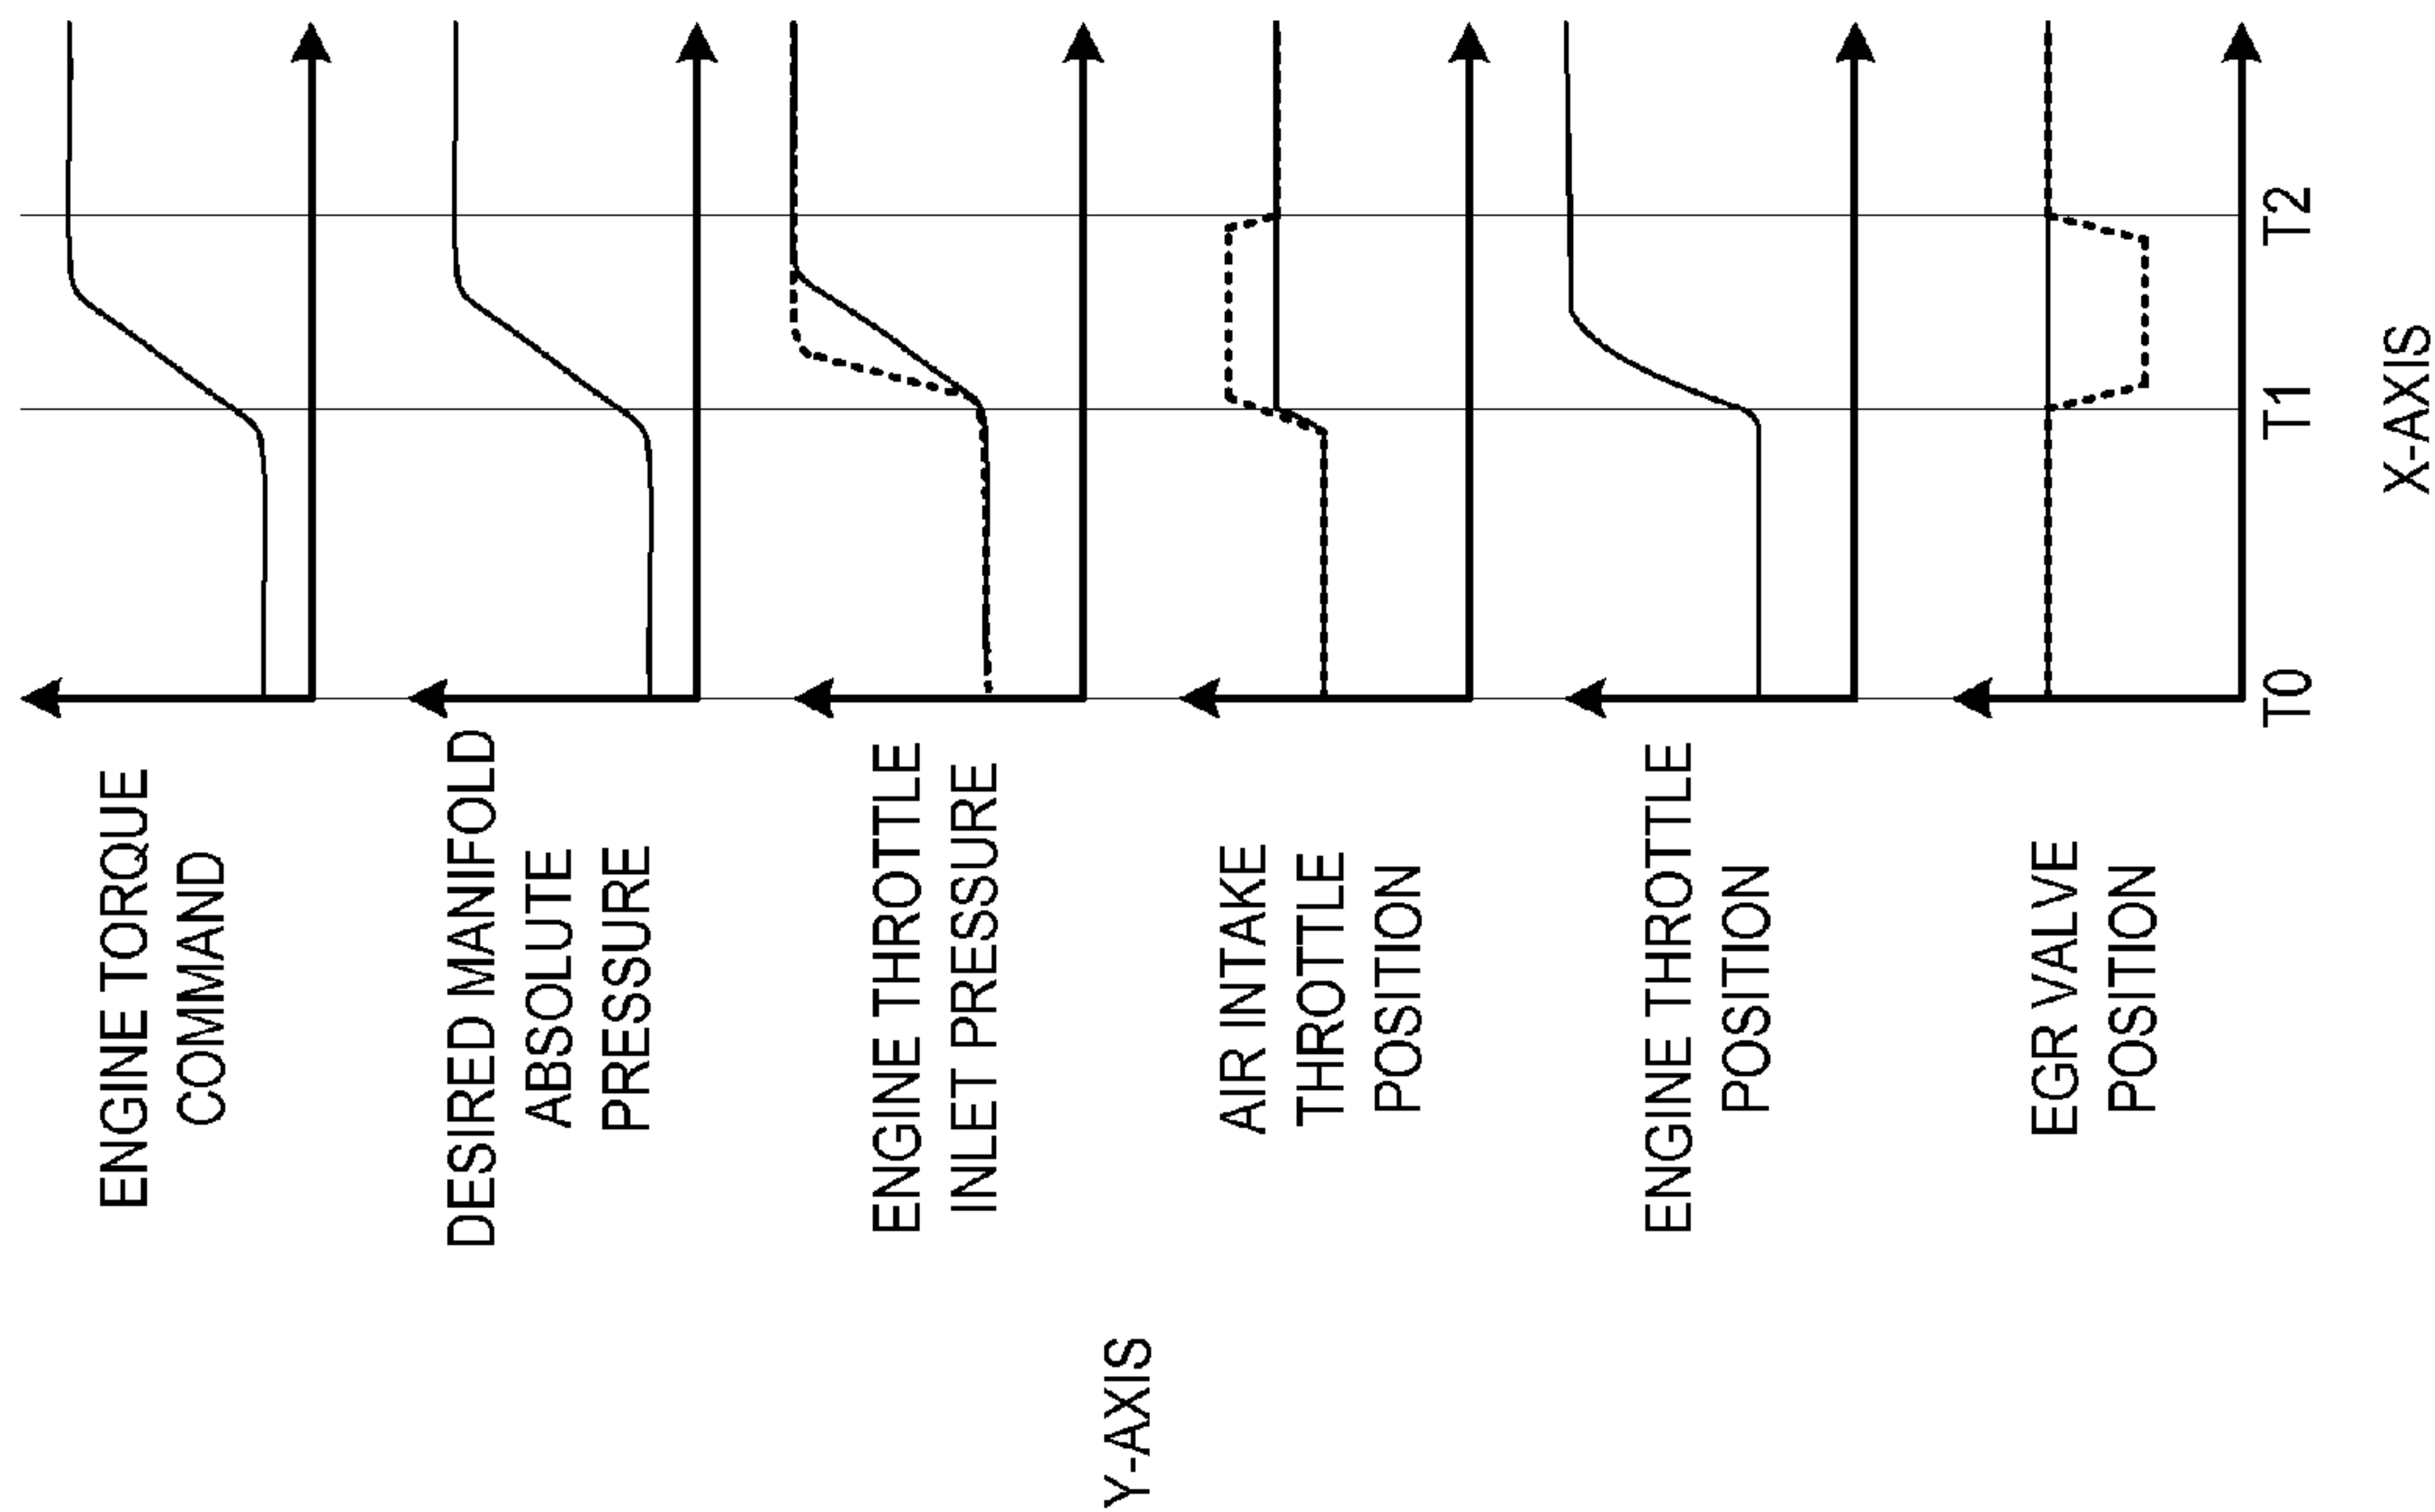 ENGINE TORQUE
COMMAND
DESIRED MANIFOLD
ABSOLUTE
PRESSURE
ENGINE THROTTLE
INLET PRESSURE
AIR INTAKE
THROTTLE
POSITION
ENGINE THROTTLE
POSITION
EGR VALVE
POSITION
Y-AXIS
T0
T1
T2
X-AXIS